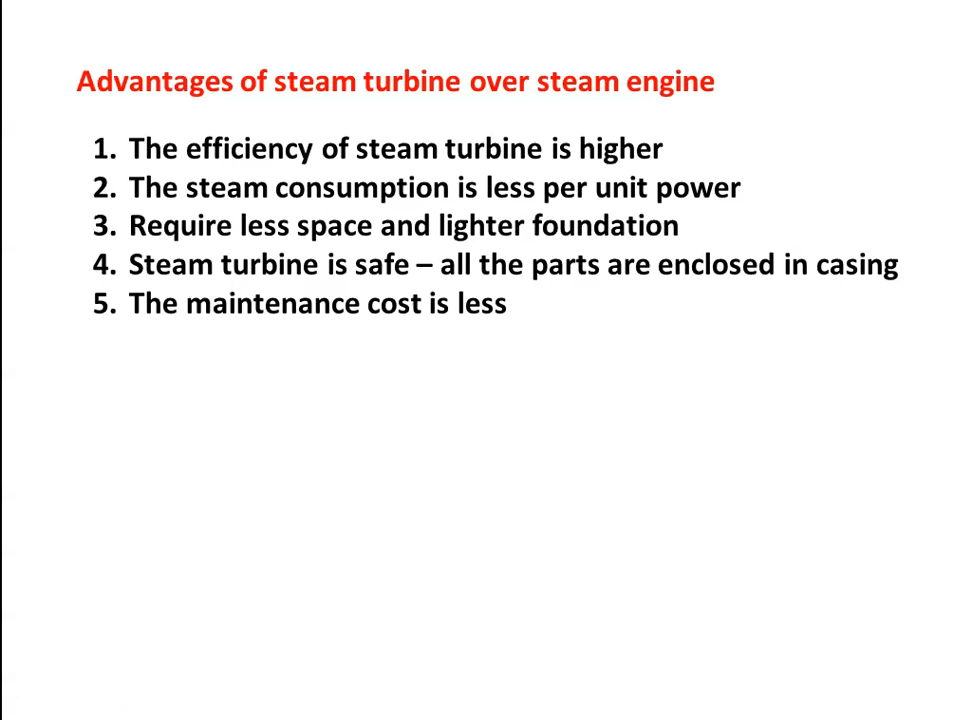 Advantages of steam turbine over steam engine
1. The efficiency of steam turbine is higher
2. The steam consumption is less per unit power
3. Require less space and lighter foundation
4. Steam turbine is safe – all the parts are enclosed in casing
5. The maintenance cost is less